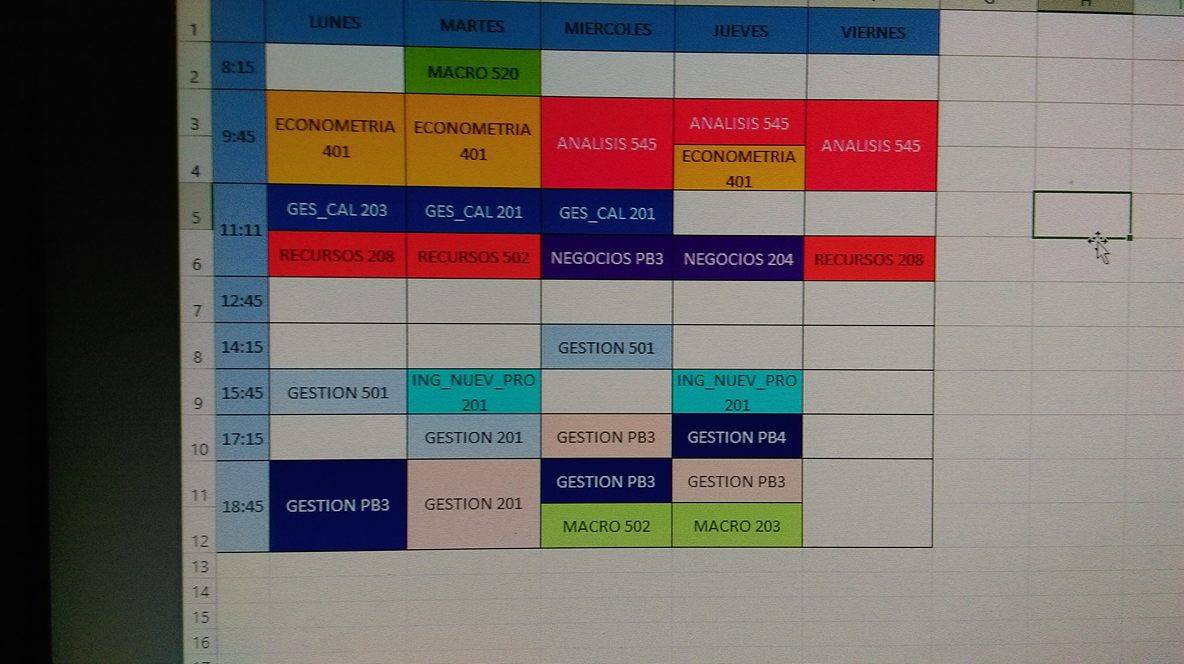 G H
1 LUNES MARTES MIERCOLES JUEVES VIERNES
2 8:15 MACRO 520
3 9:45 ECONOMETRIA 401 ECONOMETRIA 401 ANALISIS 545 ANALISIS 545 ANALISIS 545
4 ECONOMETRIA 401
5 11:11 GES_CAL 203 GES_CAL 201 GES_CAL 201
6 RECURSOS 208 RECURSOS 502 NEGOCIOS PB3 NEGOCIOS 204 RECURSOS 208
7 12:45
8 14:15 GESTION 501
9 15:45 GESTION 501 ING_NUEV_PRO 201 ING_NUEV_PRO 201
10 17:15 GESTION 201 GESTION PB3 GESTION PB4
11 18:45 GESTION PB3 GESTION 201 GESTION PB3 GESTION PB3
12 MACRO 502 MACRO 203
13
14
15
16